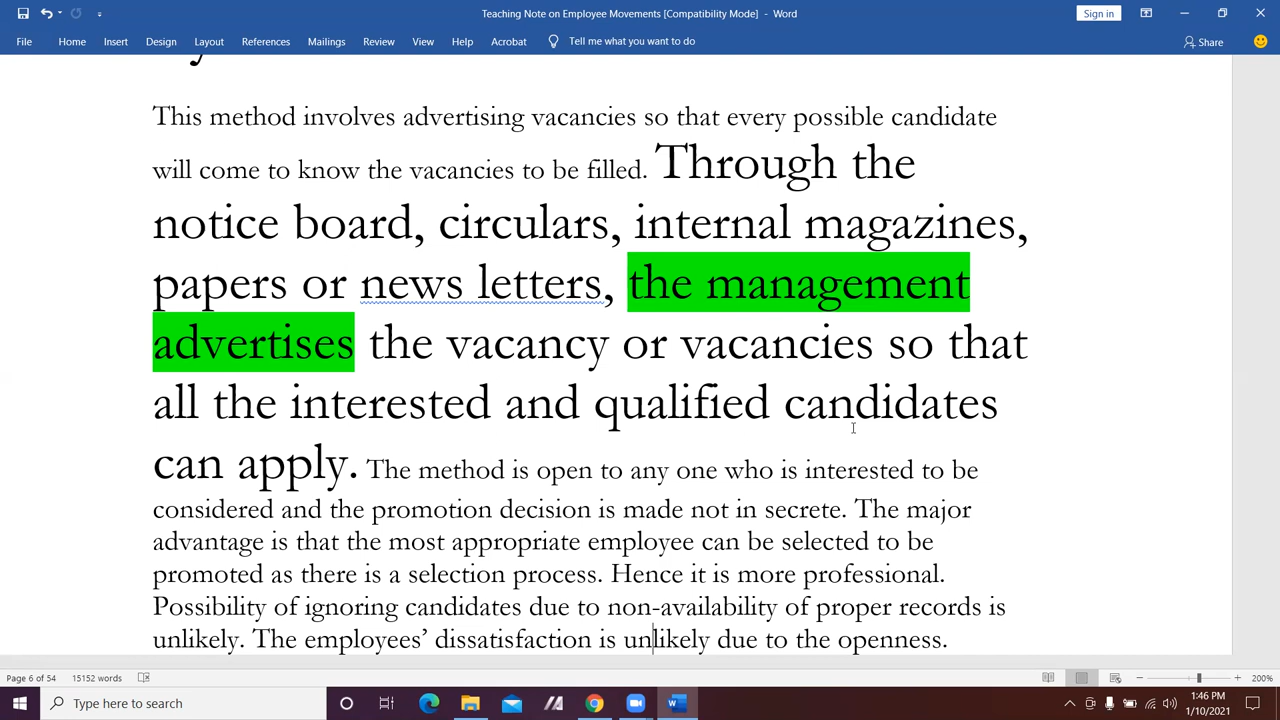 Teaching Note on Employee Movements [Compatibility Mode] - Word
Sign in
File Home Insert Design Layout References Mailings Review View Help Acrobat Tell me what you want to do Share
This method involves advertising vacancies so that every possible candidate
will come to know the vacancies to be filled. Through the
notice board, circulars, internal magazines,
papers or news letters, the management
advertises the vacancy or vacancies so that
all the interested and qualified candidates
can apply. The method is open to any one who is interested to be
considered and the promotion decision is made not in secrete. The major
advantage is that the most appropriate employee can be selected to be
promoted as there is a selection process. Hence it is more professional.
Possibility of ignoring candidates due to non-availability of proper records is
unlikely. The employees’ dissatisfaction is unlikely due to the openness.
Page 6 of 54 15152 words 200%
Type here to search
1:46 PM
1/10/2021